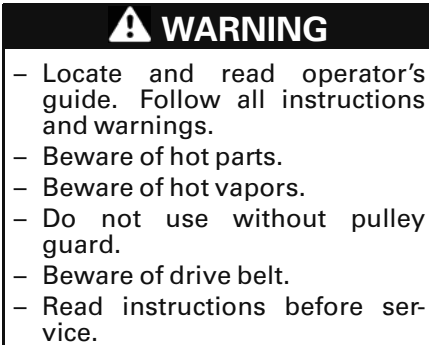 WARNING
– Locate and read operator's
guide. Follow all instructions
and warnings.
– Beware of hot parts.
– Beware of hot vapors.
– Do not use without pulley
guard.
– Beware of drive belt.
– Read instructions before ser-
vice.